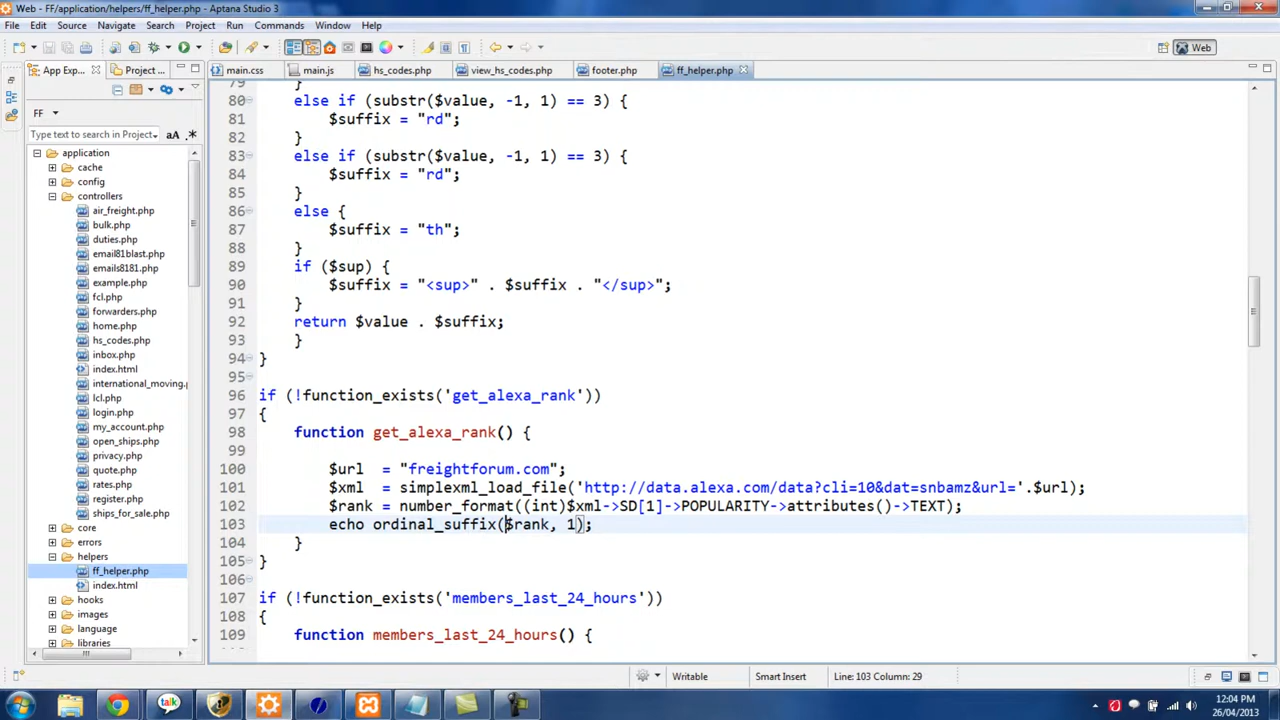 Web - FF/application/helpers/ff_helper.php - Aptana Studio 3
File Edit Source Project Navigate Search Project Run Commands Window Help
Web
App Exp...
Project ...
main.css
main.js
hs_codes.php
view_hs_codes.php
footer.php
ff_helper.php
FF
Type text to search in Project
aA .*
application
cache
config
controllers
air_freight.php
bulk.php
duties.php
email81blast.php
emails8181.php
example.php
fcl.php
forwarders.php
home.php
hs_codes.php
inbox.php
index.html
international_moving.p
lcl.php
login.php
my_account.php
open_ships.php
privacy.php
quote.php
rates.php
register.php
ships_for_sale.php
core
helpers
ff_helper.php
index.html
hooks
images
language
libraries
79 }
80 else if (substr($value, -1, 1) == 3) {
81 $suffix = "rd";
82 }
83 else if (substr($value, -1, 1) == 3) {
84 $suffix = "rd";
85 }
86 else {
87 $suffix = "th";
88 }
89 if ($sup) {
90 $suffix = "<sup>" . $suffix . "</sup>";
91 }
92 return $value . $suffix;
93 }
94 }
95
96 if (!function_exists('get_alexa_rank'))
97 {
98 function get_alexa_rank() {
99
100 $url = "freightforum.com";
101 $xml = simplexml_load_file('http://data.alexa.com/data?cli=10&dat=snbamz&url='.$url);
102 $rank = number_format((int)$xml->SD[1]->POPULARITY->attributes()->TEXT);
103 echo ordinal_suffix($rank, 1);
104 }
105 }
106
107 if (!function_exists('members_last_24_hours'))
108 {
109 function members_last_24_hours() {
Writable Smart Insert Line: 103 Column: 29
talk
12:04 PM
26/04/2013